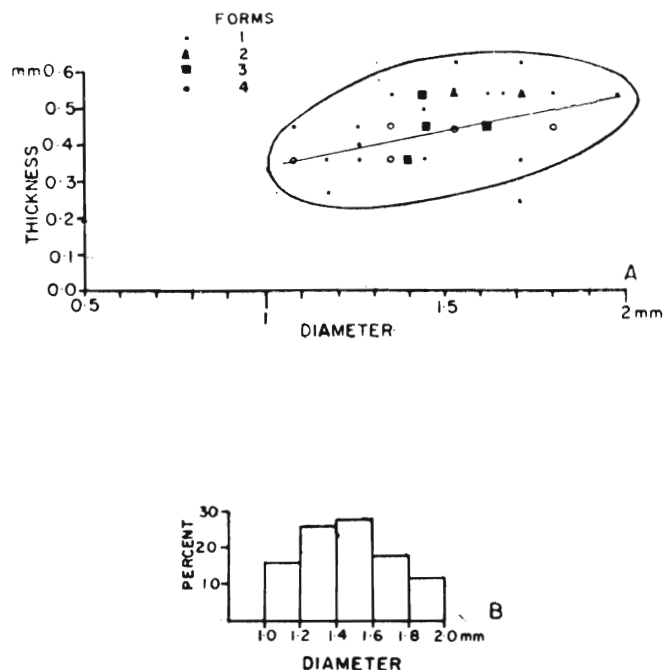 FORMS
1
2
3
4
mm 0·6
0·5
0·4
0·3
0·2
0·1
0·0
THICKNESS
0·5
1
1·5
2 mm
DIAMETER
A
30
20
10
PERCENT
1·0 1·2 1·4 1·6 1·8 2·0 mm
DIAMETER
B